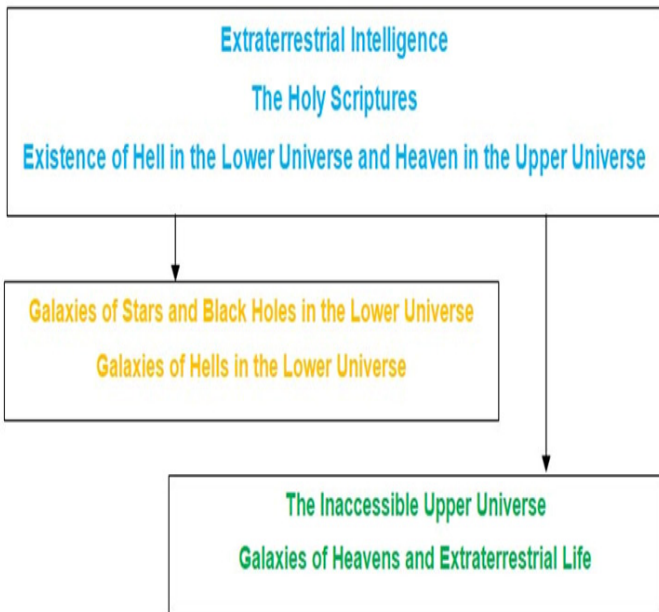 Extraterrestrial Intelligence
The Holy Scriptures
Existence of Hell in the Lower Universe and Heaven in the Upper Universe
Galaxies of Stars and Black Holes in the Lower Universe
Galaxies of Hells in the Lower Universe
The Inaccessible Upper Universe
Galaxies of Heavens and Extraterrestrial Life